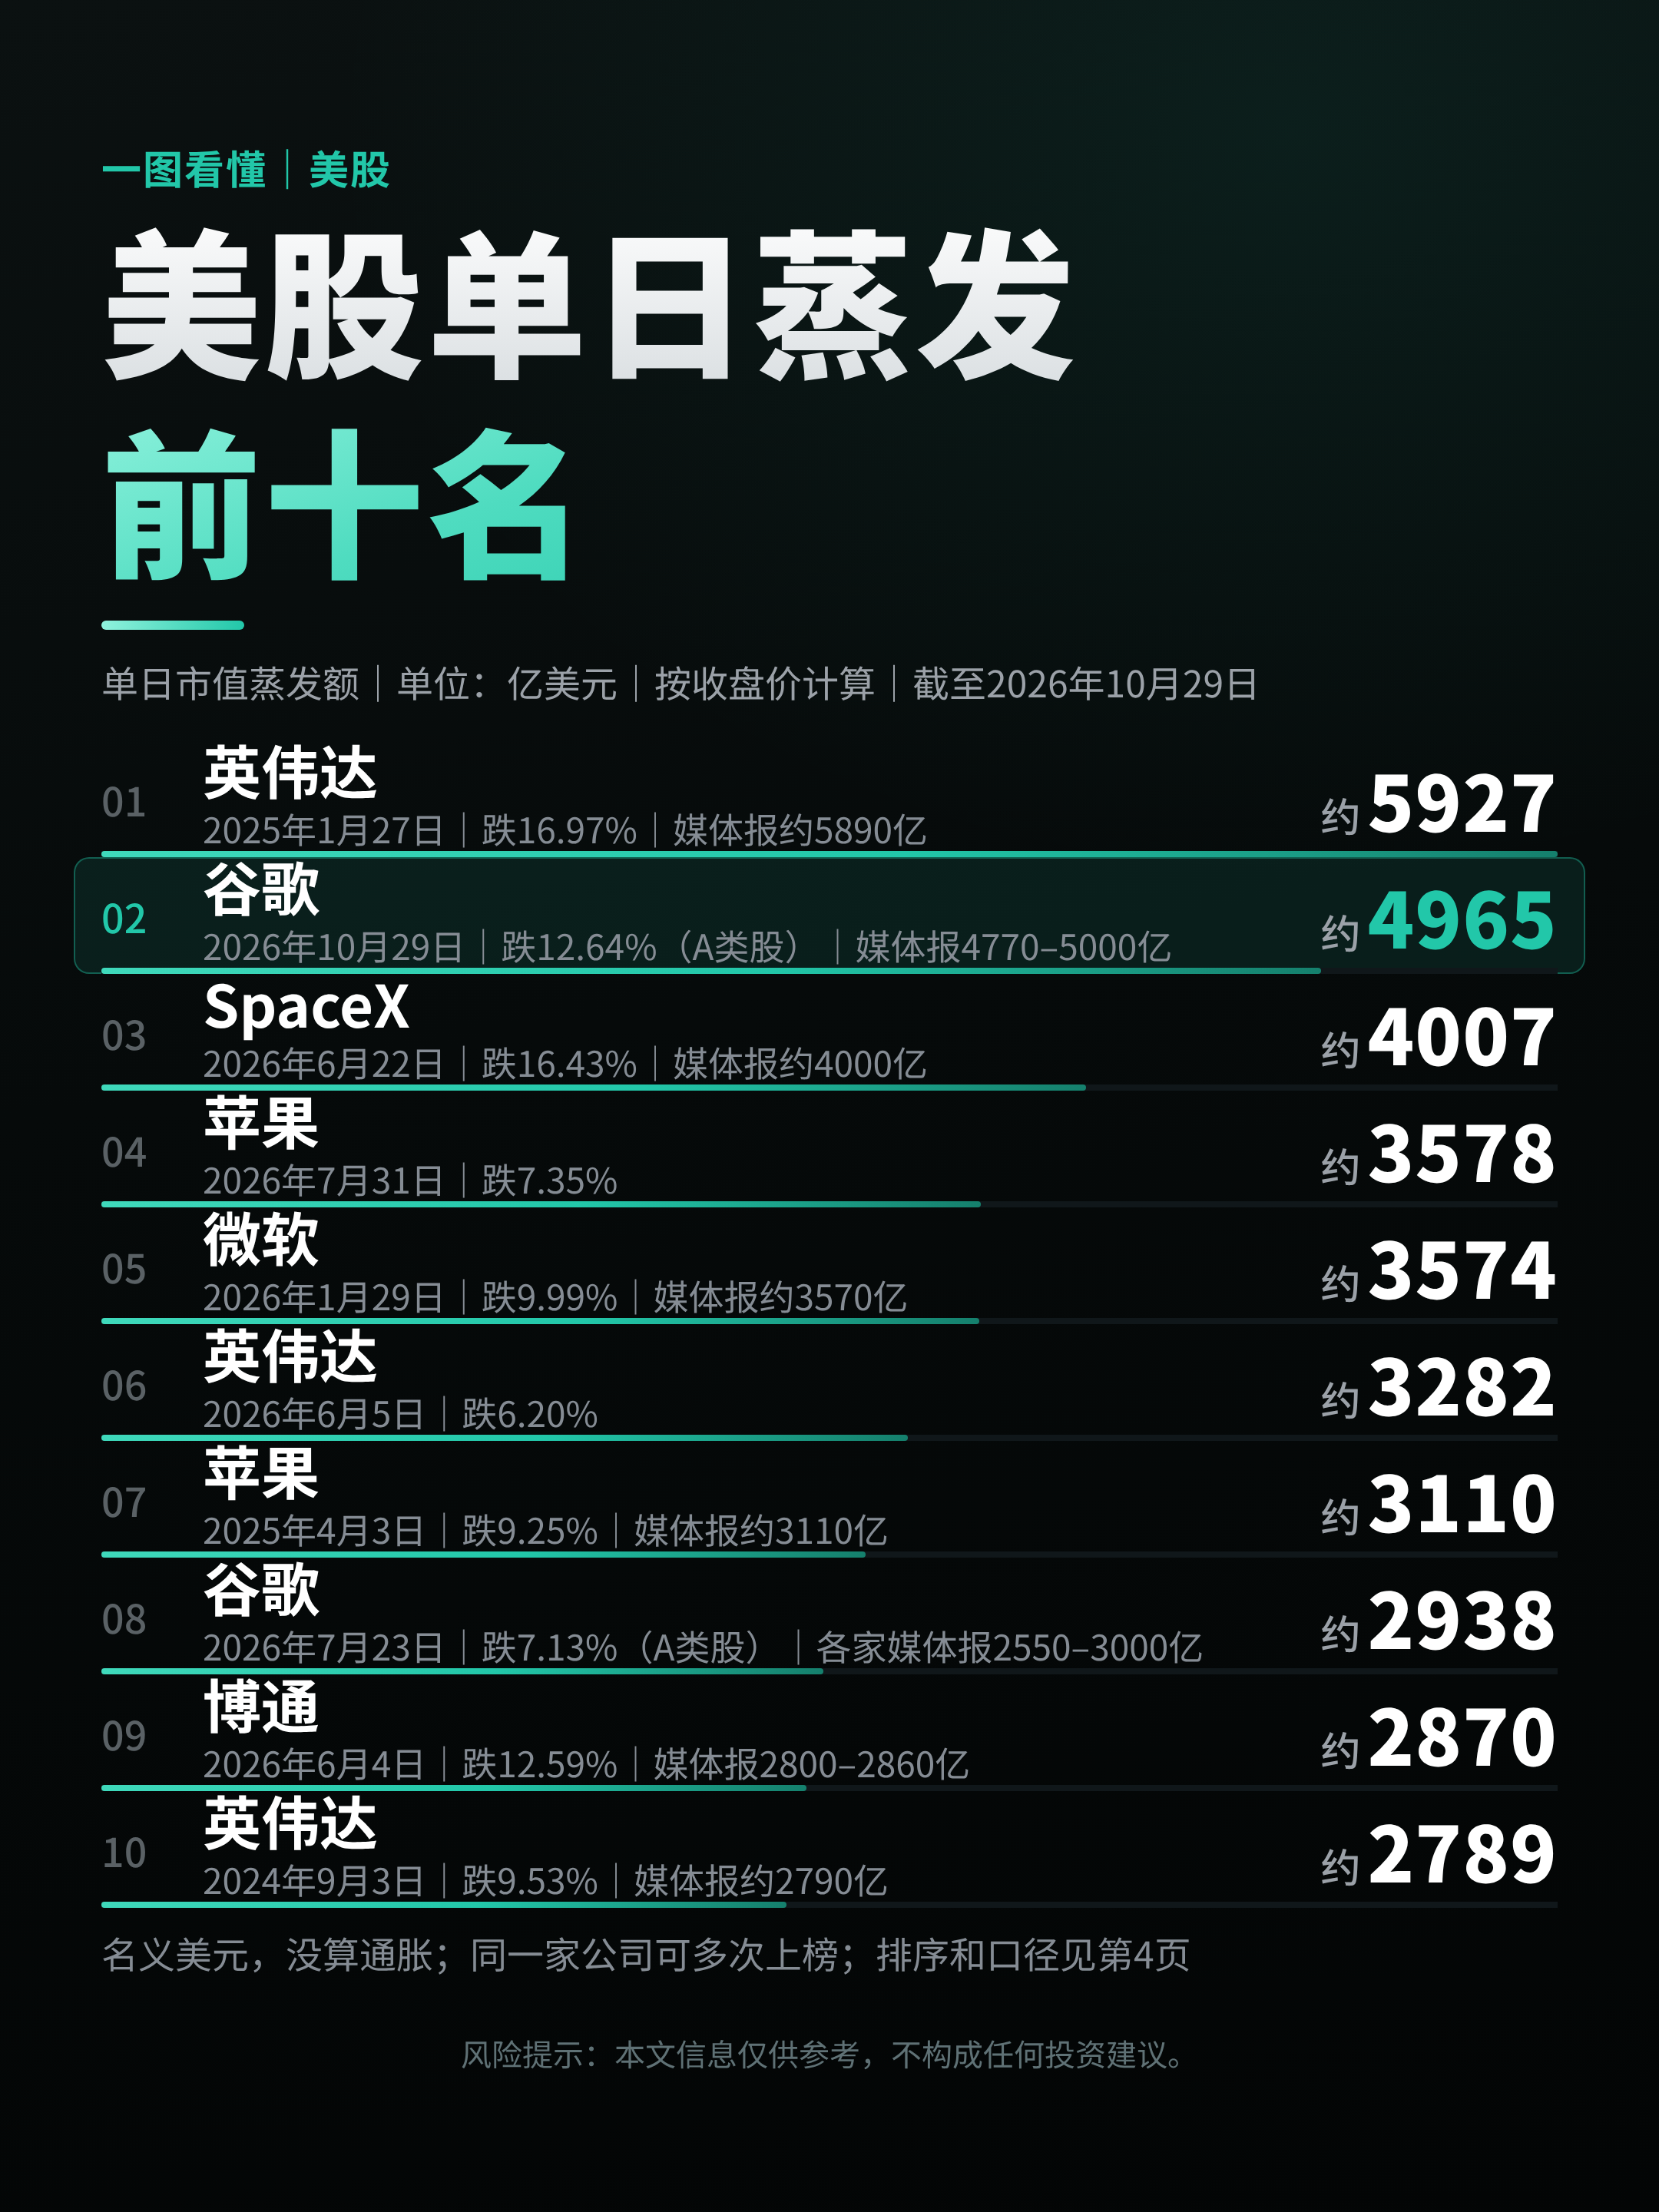 一图看懂｜美股
美股单日蒸发
前十名
单日市值蒸发额｜单位：亿美元｜按收盘价计算｜截至2026年10月29日
01
英伟达
2025年1月27日｜跌16.97%｜媒体报约5890亿
约5927
02
谷歌
2026年10月29日｜跌12.64%（A类股）｜媒体报4770–5000亿
约4965
03
SpaceX
2026年6月22日｜跌16.43%｜媒体报约4000亿
约4007
04
苹果
2026年7月31日｜跌7.35%
约3578
05
微软
2026年1月29日｜跌9.99%｜媒体报约3570亿
约3574
06
英伟达
2026年6月5日｜跌6.20%
约3282
07
苹果
2025年4月3日｜跌9.25%｜媒体报约3110亿
约3110
08
谷歌
2026年7月23日｜跌7.13%（A类股）｜各家媒体报2550–3000亿
约2938
09
博通
2026年6月4日｜跌12.59%｜媒体报2800–2860亿
约2870
10
英伟达
2024年9月3日｜跌9.53%｜媒体报约2790亿
约2789
名义美元，没算通胀；同一家公司可多次上榜；排序和口径见第4页
风险提示：本文信息仅供参考，不构成任何投资建议。